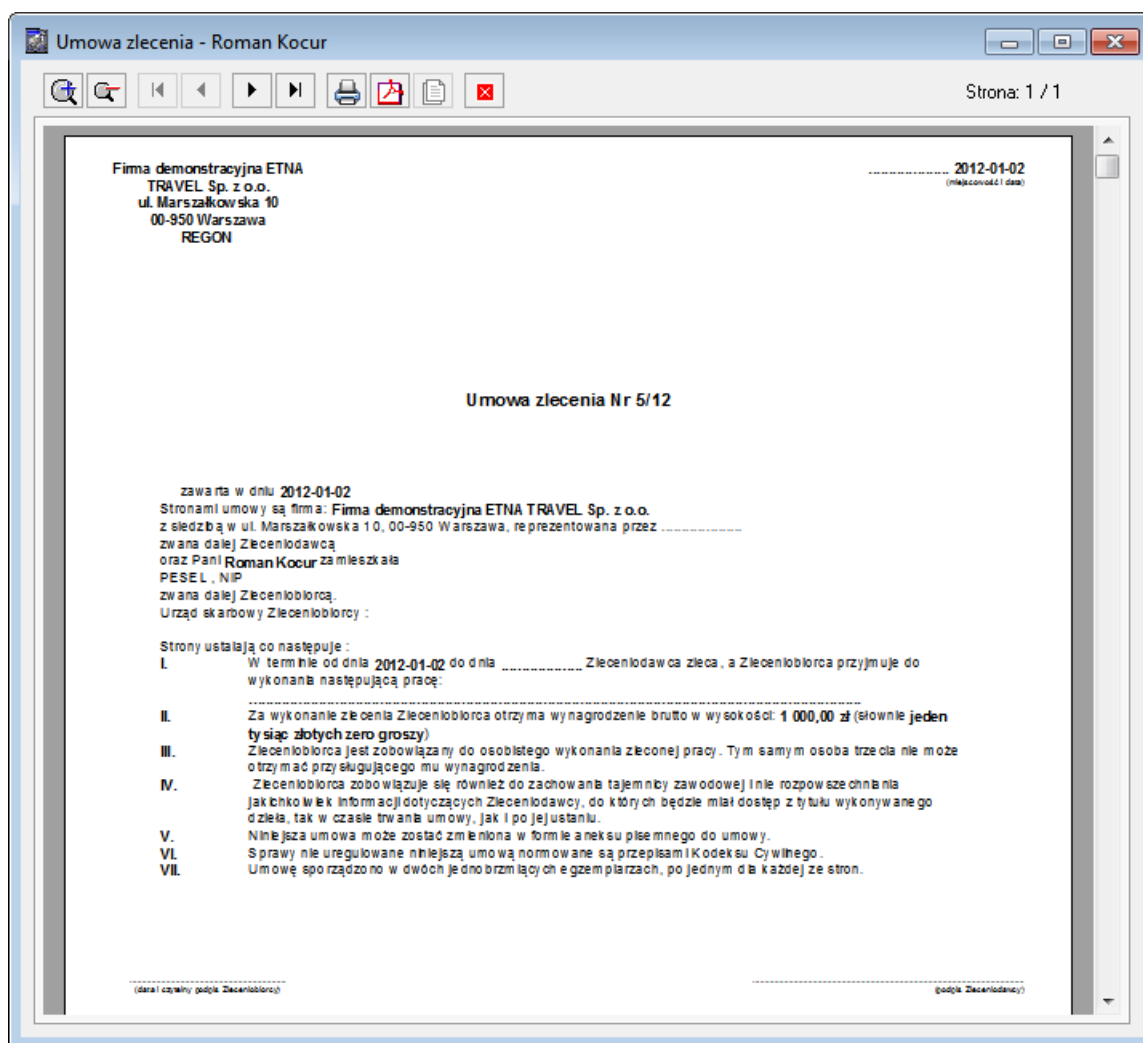 Umowa zlecenia - Roman Kocur
Strona: 1 / 1
Firma demonstracyjna ETNA
TRAVEL Sp. z o.o.
ul. Marszałkowska 10
00-950 Warszawa
REGON
........................ 2012-01-02
(miejscowość i data)
Umowa zlecenia Nr 5/12
zawarta w dniu 2012-01-02
Stronami umowy są firma: Firma demonstracyjna ETNA TRAVEL Sp. z o.o.
z siedzibą w ul. Marszałkowska 10, 00-950 Warszawa, reprezentowana przez ........................
zwana dalej Zleceniodawcą
oraz Pani Roman Kocur zamieszkała
PESEL , NIP
zwana dalej Zleceniobiorcą.
Urząd skarbowy Zleceniobiorcy :
Strony ustalają co następuje :
I. W terminie od dnia 2012-01-02 do dnia ........................ Zleceniodawca zleca, a Zleceniobiorca przyjmuje do
wykonania następującą pracę:
................................................................................
II. Za wykonanie zlecenia Zleceniobiorca otrzyma wynagrodzenie brutto w wysokości: 1 000,00 zł (słownie jeden
tysiąc złotych zero groszy)
III. Zleceniobiorca jest zobowiązany do osobistego wykonania zleconej pracy. Tym samym osoba trzecia nie może
otrzymać przysługującego mu wynagrodzenia.
IV. Zleceniobiorca zobowiązuje się również do zachowania tajemnicy zawodowej i nie rozpowszechniania
jakichkolwiek informacji dotyczących Zleceniodawcy, do których będzie miał dostęp z tytułu wykonywanego
dzieła, tak w czasie trwania umowy, jak i po jej ustaniu.
V. Niniejsza umowa może zostać zmieniona w formie aneksu pisemnego do umowy.
VI. Sprawy nie uregulowane niniejszą umową normowane są przepisami Kodeksu Cywilnego.
VII. Umowę sporządzono w dwóch jednobrzmiących egzemplarzach, po jednym dla każdej ze stron.
(data i czytelny podpis Zleceniobiorcy)
(podpis Zleceniodawcy)